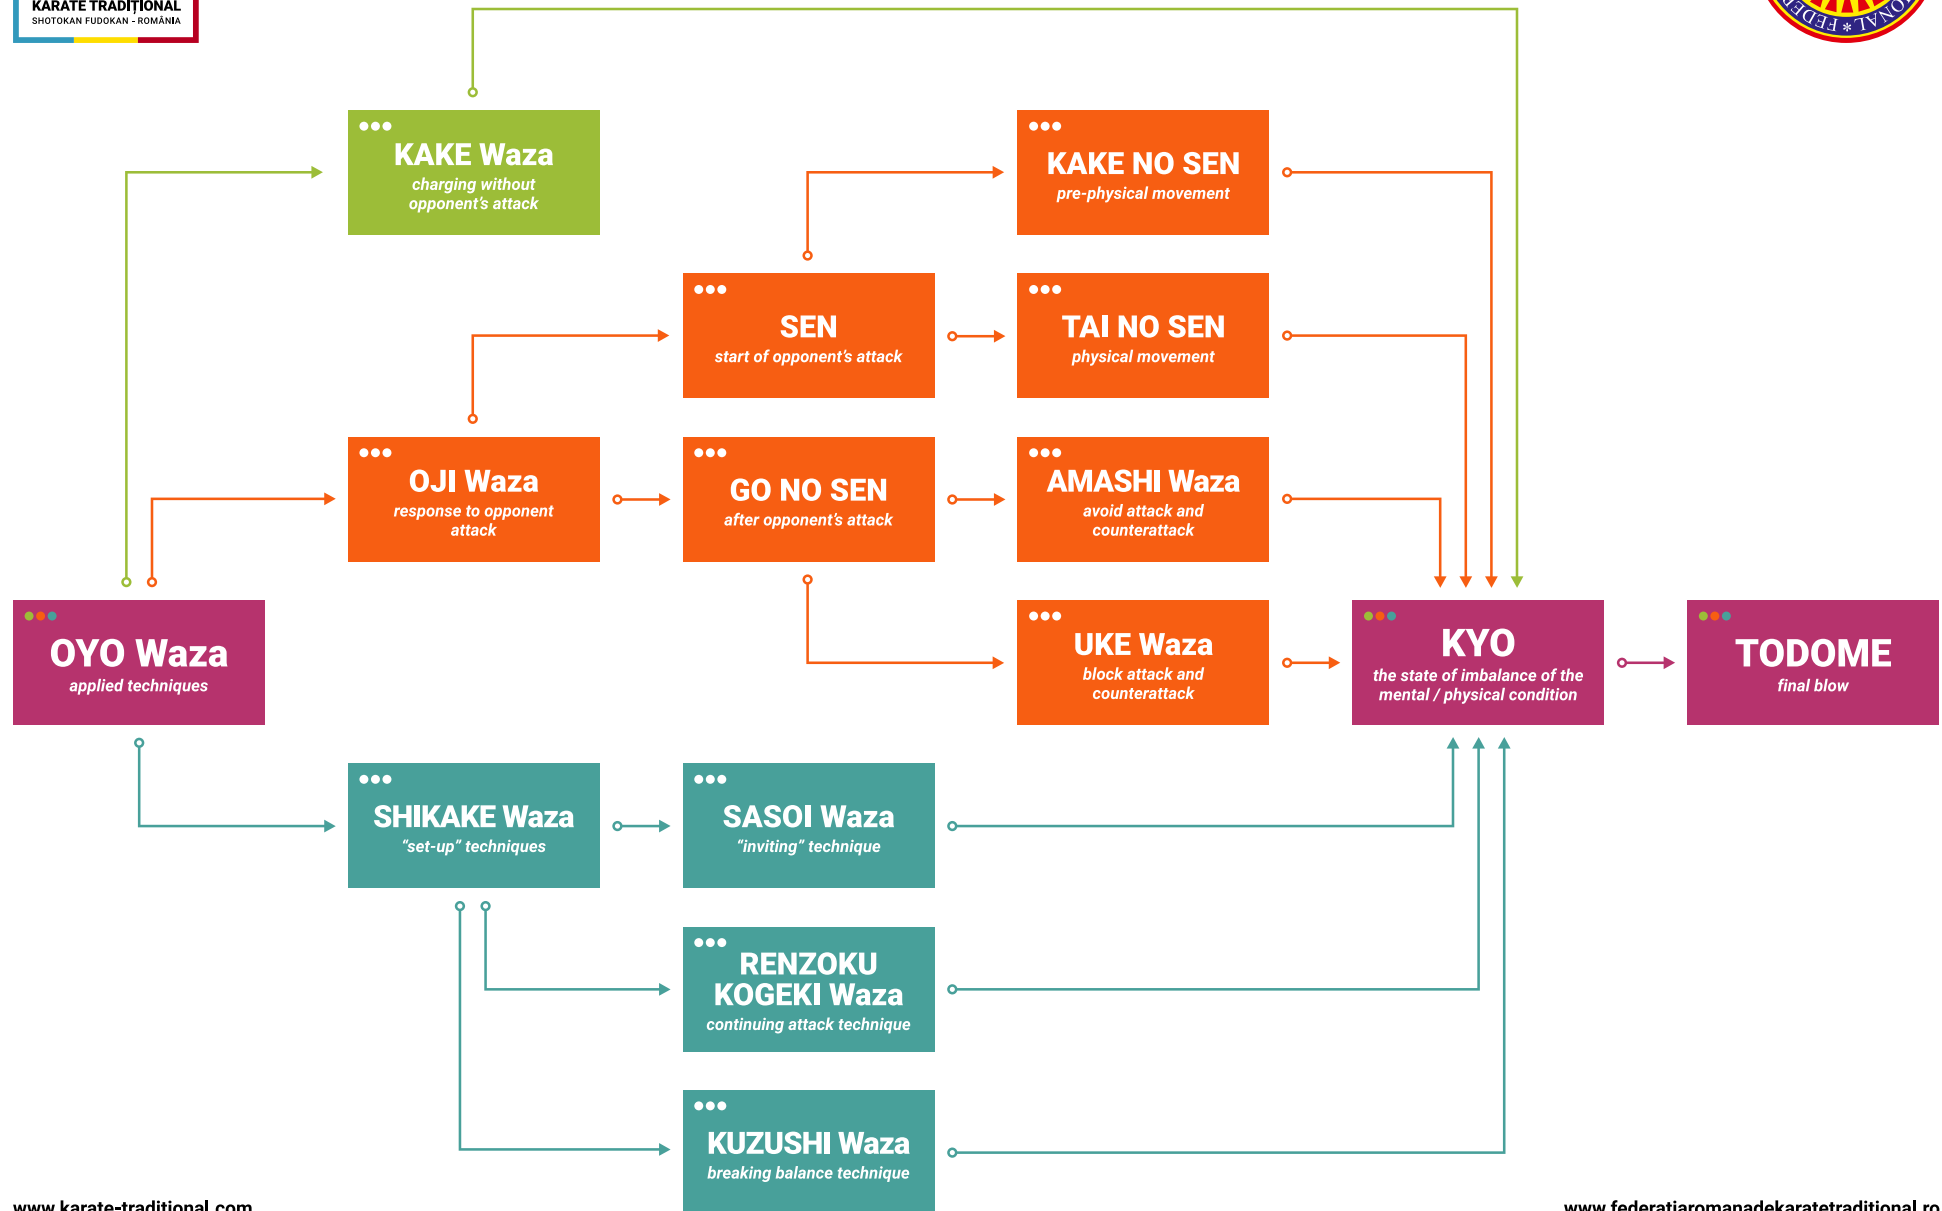 KARATE TRADIȚIONAL
SHOTOKAN FUDOKAN - ROMÂNIA
KAKE Waza
charging without
opponent's attack
KAKE NO SEN
pre-physical movement
SEN
start of opponent's attack
TAI NO SEN
physical movement
OJI Waza
response to opponent
attack
GO NO SEN
after opponent's attack
AMASHI Waza
avoid attack and
counterattack
OYO Waza
applied techniques
UKE Waza
block attack and
counterattack
KYO
the state of imbalance of the
mental / physical condition
TODOME
final blow
SHIKAKE Waza
“set-up” techniques
SASOI Waza
“inviting” technique
RENZOKU
KOGEKI Waza
continuing attack technique
KUZUSHI Waza
breaking balance technique
www.karate-traditional.com
www.federatiaromanadekaratetraditional.ro